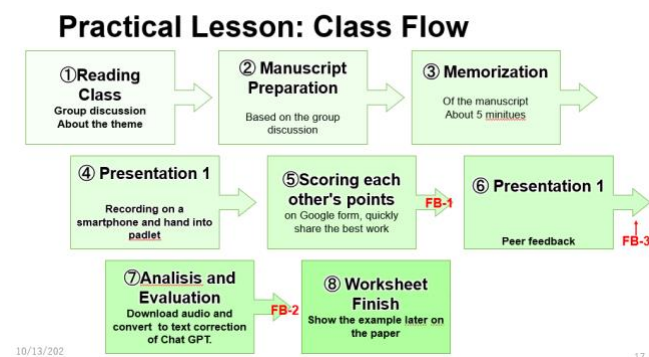 Practical Lesson: Class Flow
①Reading
Class
Group discussion
About the theme
② Manuscript
Preparation
Based on the group
discussion
③ Memorization
Of the manuscript
About 5 minitues
④ Presentation 1
Recording on a
smartphone and hand into
padlet
⑤Scoring each
other's points
on Google form, quickly
share the best work
FB-1
⑥ Presentation 1
Peer feedback
FB-3
⑦Analisis and
Evaluation
Download audio and
convert to text correction
of Chat GPT.
FB-2
⑧ Worksheet
Finish
Show the example later on
the paper
10/13/202